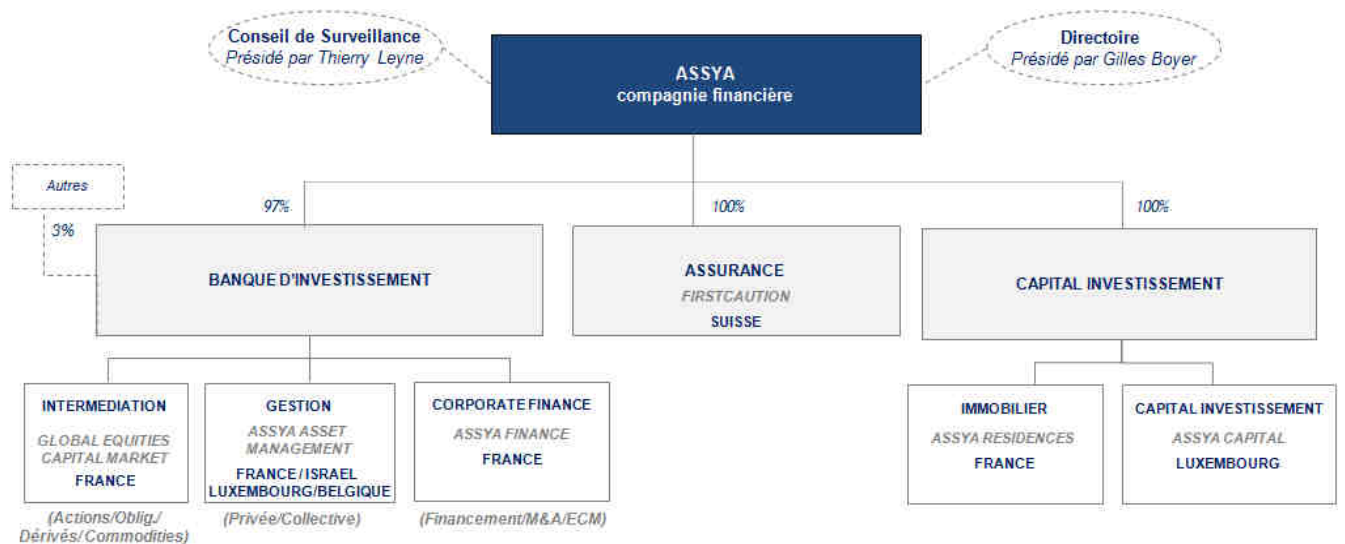 Conseil de Surveillance
Présidé par Thierry Leyne
Directoire
Présidé par Gilles Boyer
ASSYA
compagnie financière
Autres
3%
97%
100%
100%
BANQUE D'INVESTISSEMENT
ASSURANCE
FIRSTCAUTION
SUISSE
CAPITAL INVESTISSEMENT
INTERMEDIATION
GLOBAL EQUITIES
CAPITAL MARKET
FRANCE
(Actions/Oblig./
Dérivés/Commodities)
GESTION
ASSYA ASSET
MANAGEMENT
FRANCE/ISRAEL
LUXEMBOURG/BELGIQUE
(Privée/Collective)
CORPORATE FINANCE
ASSYA FINANCE
FRANCE
(Financement/M&A/ECM)
IMMOBILIER
ASSYA RESIDENCES
FRANCE
CAPITAL INVESTISSEMENT
ASSYA CAPITAL
LUXEMBOURG